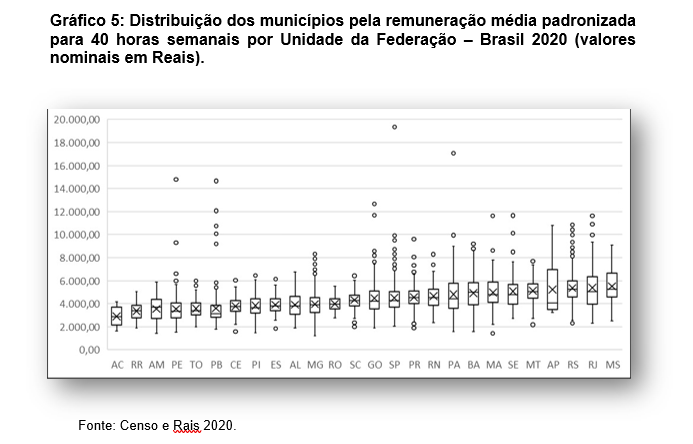 Gráfico 5: Distribuição dos municípios pela remuneração média padronizada
para 40 horas semanais por Unidade da Federação – Brasil 2020 (valores
nominais em Reais).
20.000,00
18.000,00
16.000,00
14.000,00
12.000,00
10.000,00
8.000,00
6.000,00
4.000,00
2.000,00
0,00
AC RR AM PE TO PB CE PI ES AL MG RO SC GO SP PR RN PA BA MA SE MT AP RS RJ MS
Fonte: Censo e Rais 2020.